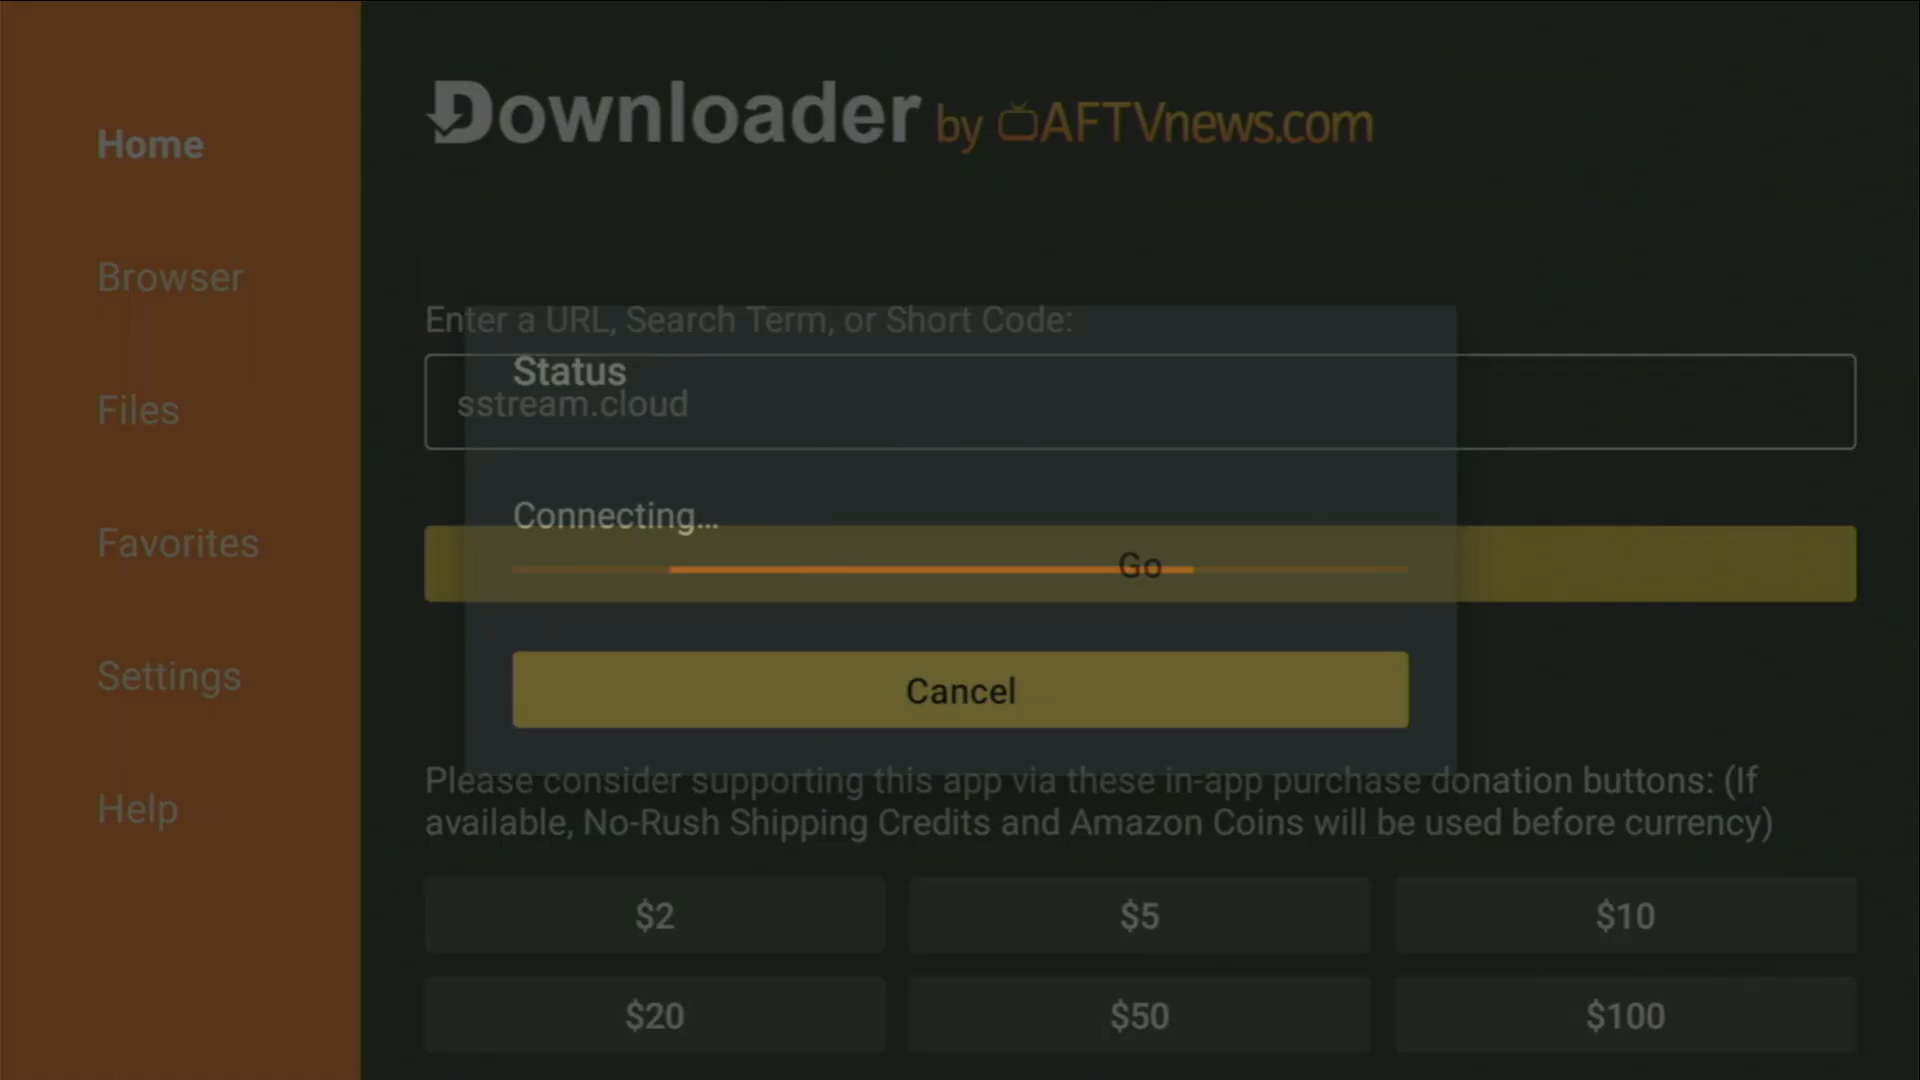 Home
Browser
Files
Favorites
Settings
Help
Downloader by AFTVnews.com
Enter a URL, Search Term, or Short Code:
Status
sstream.cloud
Connecting...
Go
Cancel
Please consider supporting this app via these in-app purchase donation buttons: (If
available, No-Rush Shipping Credits and Amazon Coins will be used before currency)
$2 $5 $10
$20 $50 $100